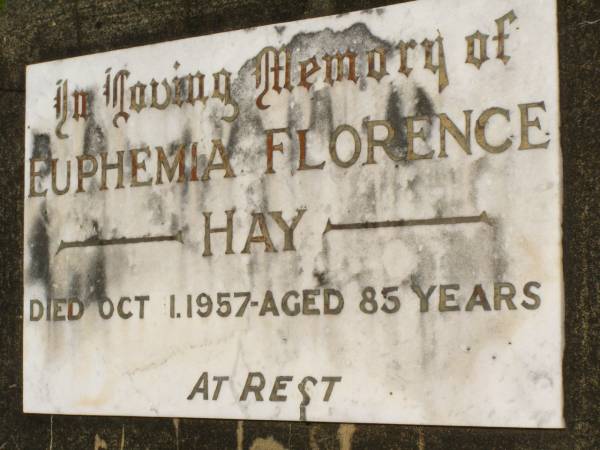 In Loving Memory of
EUPHEMIA FLORENCE
HAY
DIED OCT 1.1957-AGED 85 YEARS
AT REST